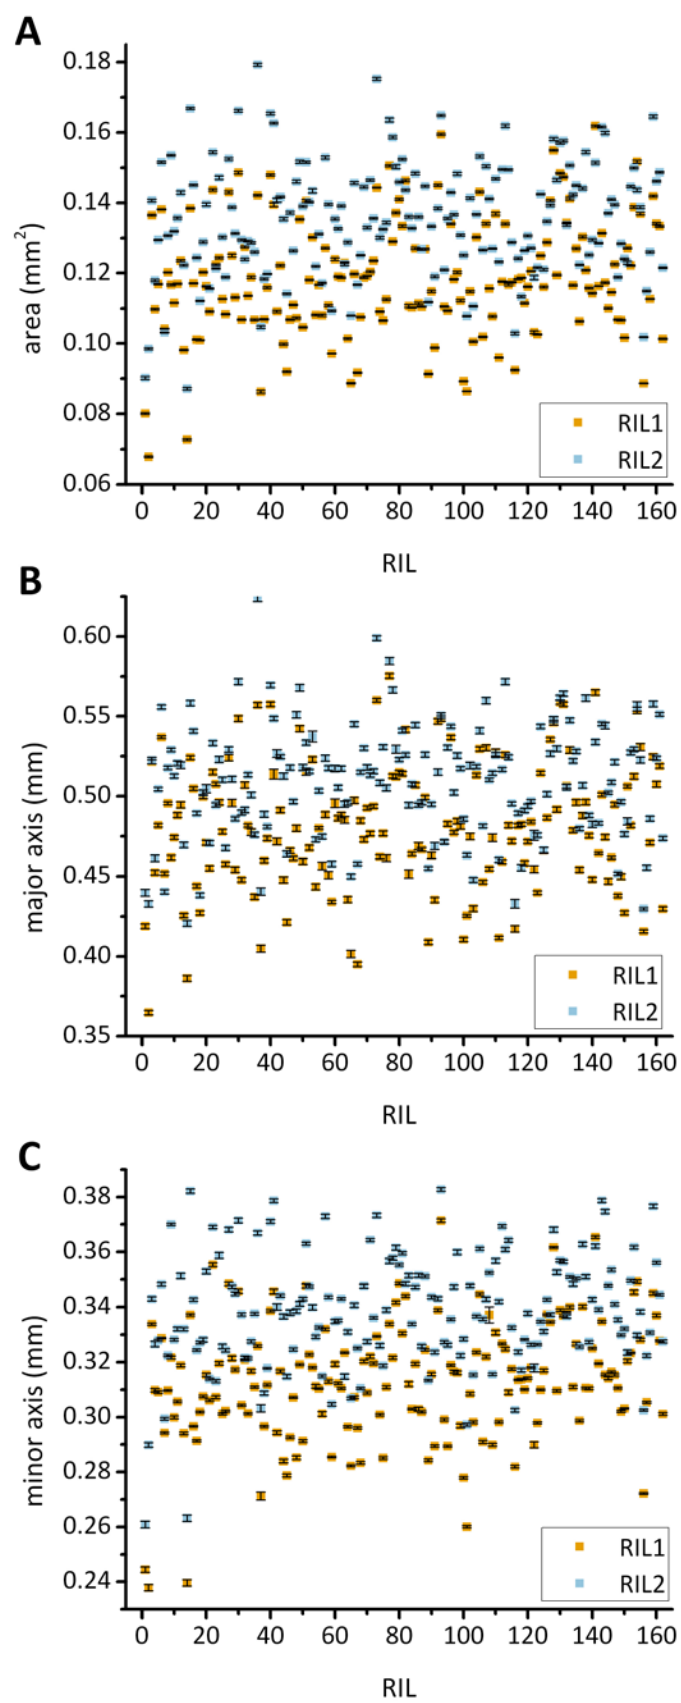 A
0.18
0.16
0.14
0.12
0.10
0.08
0.06
area (mm²)
RIL1
RIL2
0 20 40 60 80 100 120 140 160
RIL
B
0.60
0.55
0.50
0.45
0.40
0.35
major axis (mm)
RIL1
RIL2
0 20 40 60 80 100 120 140 160
RIL
C
0.38
0.36
0.34
0.32
0.30
0.28
0.26
0.24
minor axis (mm)
RIL1
RIL2
0 20 40 60 80 100 120 140 160
RIL